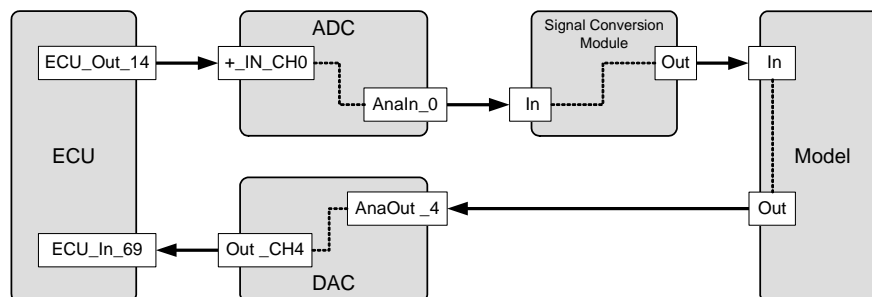 ADC
Signal Conversion
Module
ECU_Out_14
+_IN_CH0
Out
In
AnaIn_0
In
ECU
Model
AnaOut _4
Out
ECU_In_69
Out _CH4
DAC